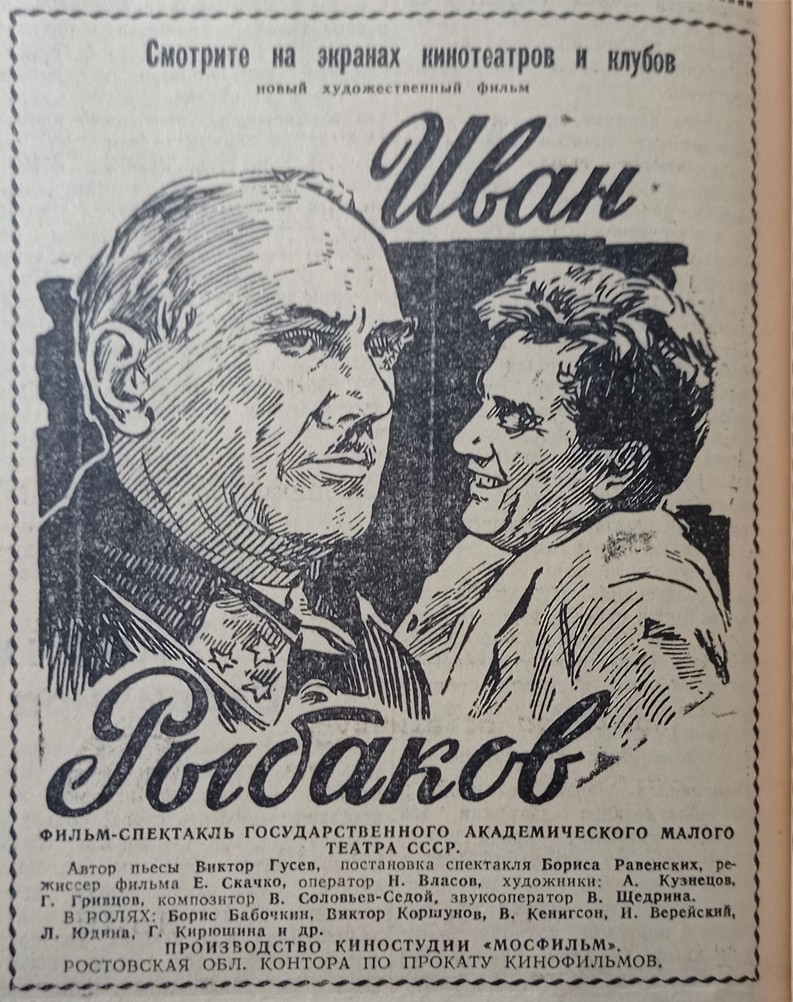 Смотрите на экранах кинотеатров и клубов
новый художественный фильм
Иван
Рыбаков
ФИЛЬМ-СПЕКТАКЛЬ ГОСУДАРСТВЕННОГО АКАДЕМИЧЕСКОГО МАЛОГО
ТЕАТРА СССР.
Автор пьесы Виктор Гусев, постановка спектакля Бориса Равенских, ре-
жиссер фильма Е. Скачко, оператор Н. Власов, художники: А. Кузнецов,
Г. Гривцов, композитор В. Соловьев-Седой, звукооператор В. Щедрина.
В РОЛЯХ: Борис Бабочкин, Виктор Коршунов, В. Кенигсон, И. Верейский,
Л. Юдина, Г. Кирюшина и др.
ПРОИЗВОДСТВО КИНОСТУДИИ «МОСФИЛЬМ».
РОСТОВСКАЯ ОБЛ. КОНТОРА ПО ПРОКАТУ КИНОФИЛЬМОВ.